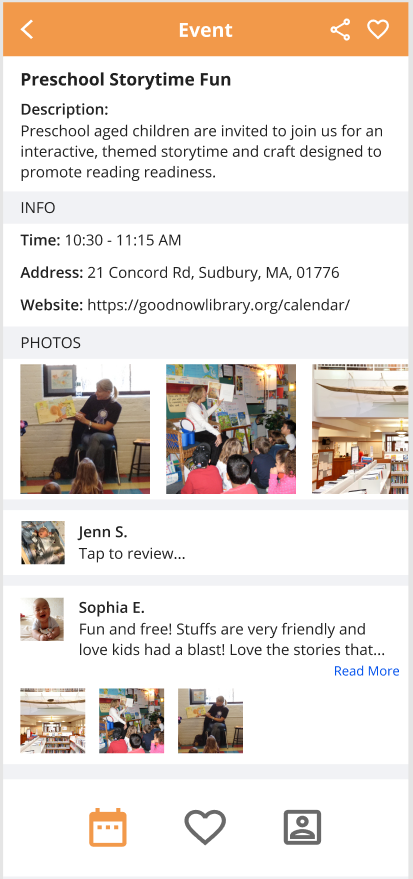 Event
Preschool Storytime Fun
Description:
Preschool aged children are invited to join us for an
interactive, themed storytime and craft designed to
promote reading readiness.
INFO
Time: 10:30 - 11:15 AM
Address: 21 Concord Rd, Sudbury, MA, 01776
Website: https://goodnowlibrary.org/calendar/
PHOTOS
Jenn S.
Tap to review...
Sophia E.
Fun and free! Stuffs are very friendly and
love kids had a blast! Love the stories that...
Read More